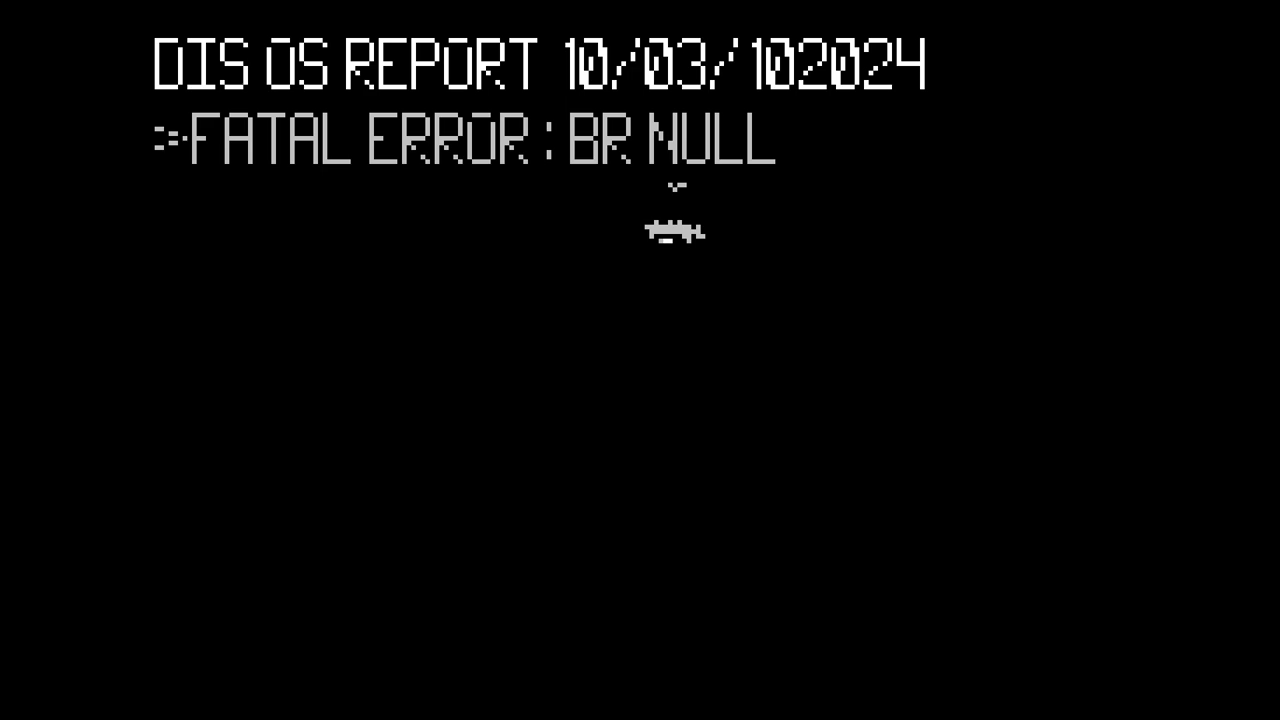 DIS OS REPORT 10/03/102024
=>FATAL ERROR : BR NULL